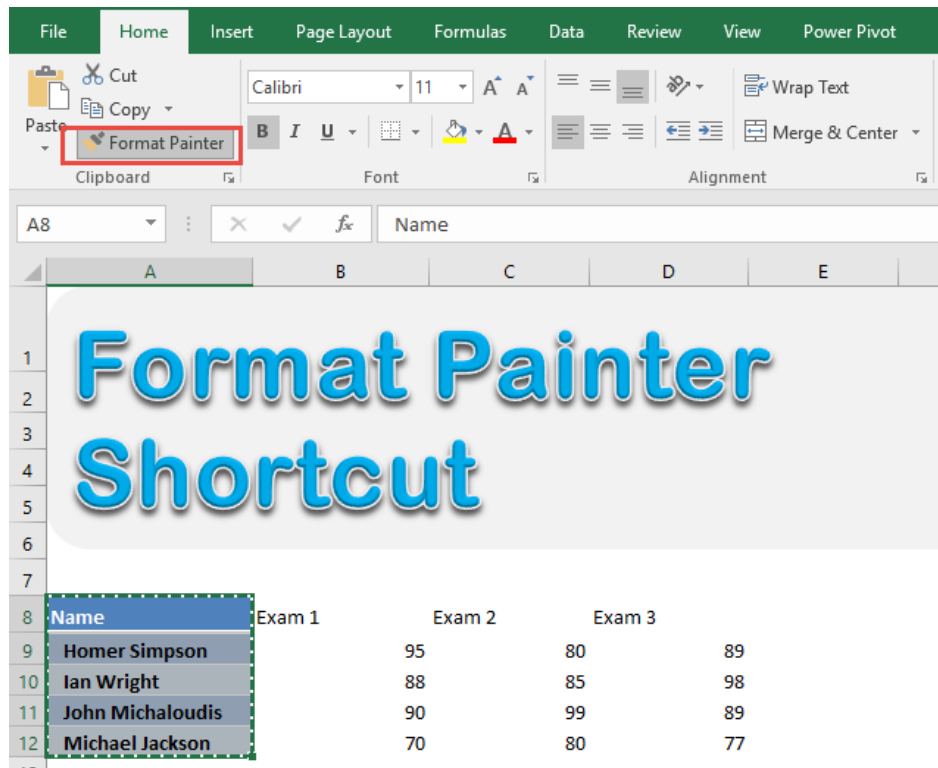 File Home Insert Page Layout Formulas Data Review View Power Pivot
Cut
Calibri 11 A A Wrap Text
Copy
Paste
Format Painter B I U A Merge & Center
Clipboard Font Alignment
A8 fx Name
A B C D E
1 Format Painter
2
3
4 Shortcut
5
6
7
8 Name Exam 1 Exam 2 Exam 3
9 Homer Simpson 95 80 89
10 Ian Wright 88 85 98
11 John Michaloudis 90 99 89
12 Michael Jackson 70 80 77